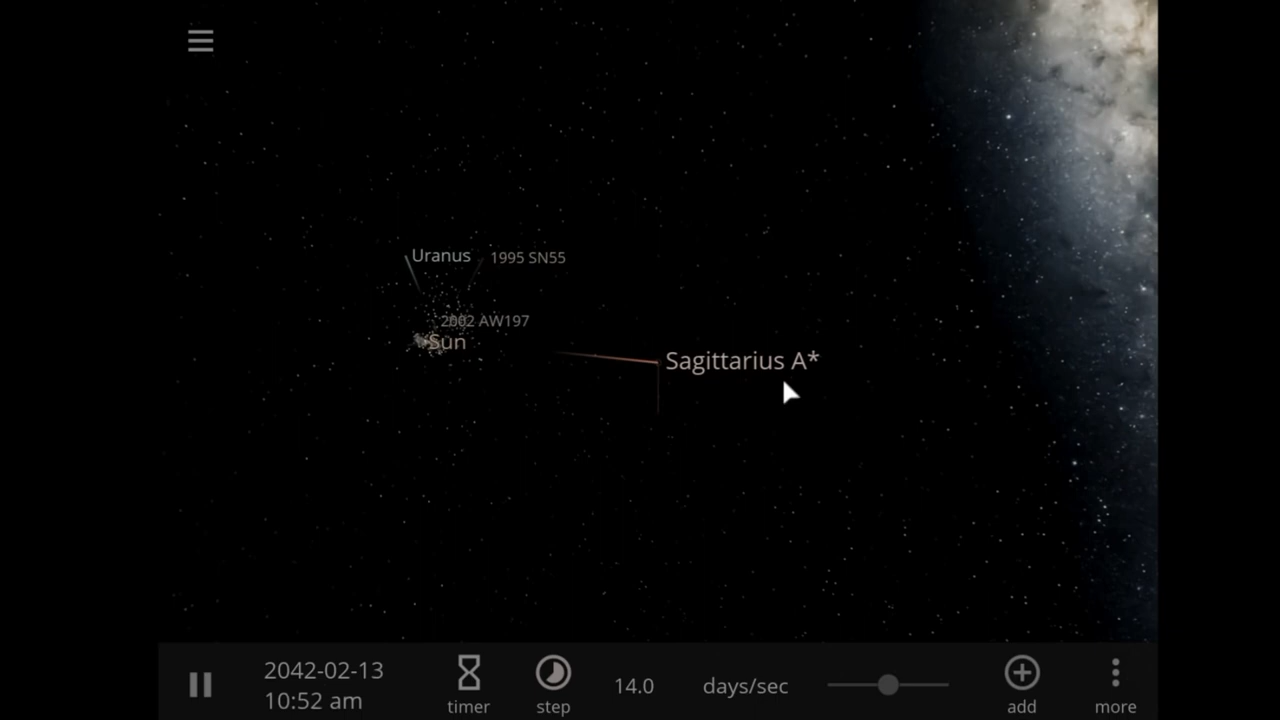 Uranus
1995 SN55
2002 AW197
Sun
Sagittarius A*
2042-02-13
10:52 am
timer
step
14.0
days/sec
add
more